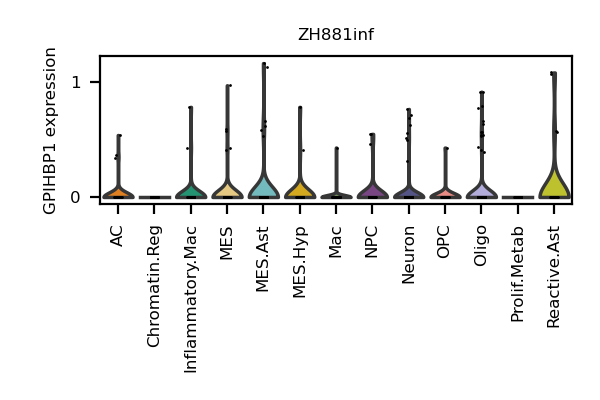 ZH881inf
GPIHBP1 expression
1
0
AC
Chromatin.Reg
Inflammatory.Mac
MES
MES.Ast
MES.Hyp
Mac
NPC
Neuron
OPC
Oligo
Prolif.Metab
Reactive.Ast